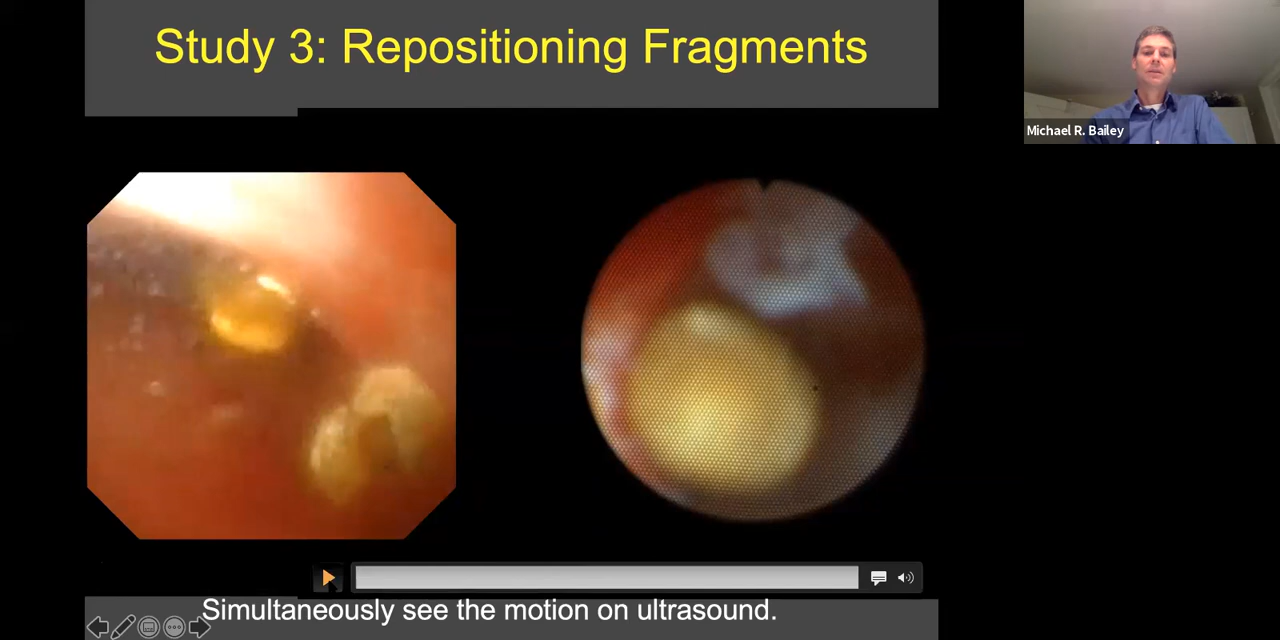 Study 3: Repositioning Fragments
Michael R. Bailey
Simultaneously see the motion on ultrasound.